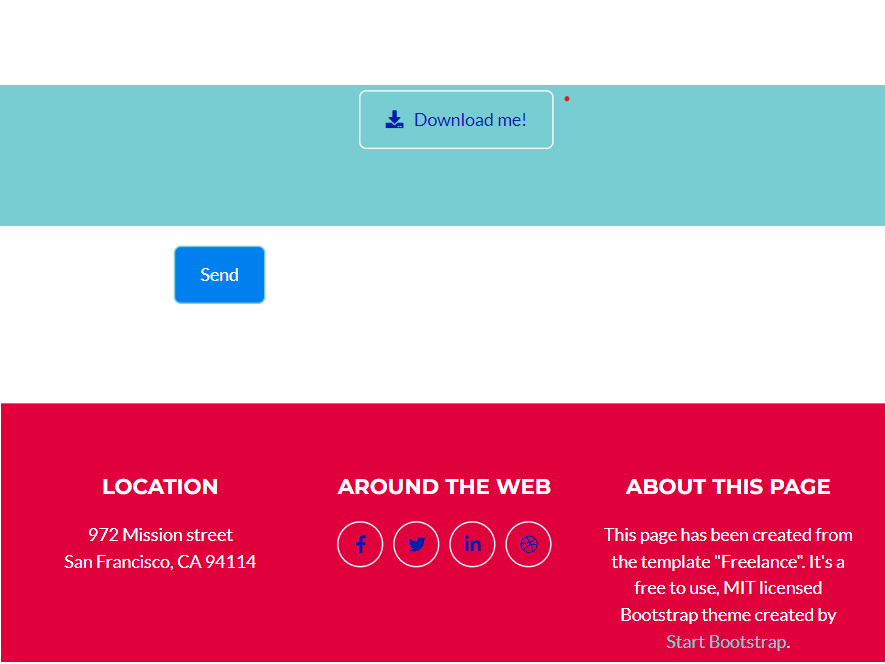 Download me!
Send
LOCATION
972 Mission street
San Francisco, CA 94114
AROUND THE WEB
ABOUT THIS PAGE
This page has been created from
the template "Freelance". It's a
free to use, MIT licensed
Bootstrap theme created by
Start Bootstrap.